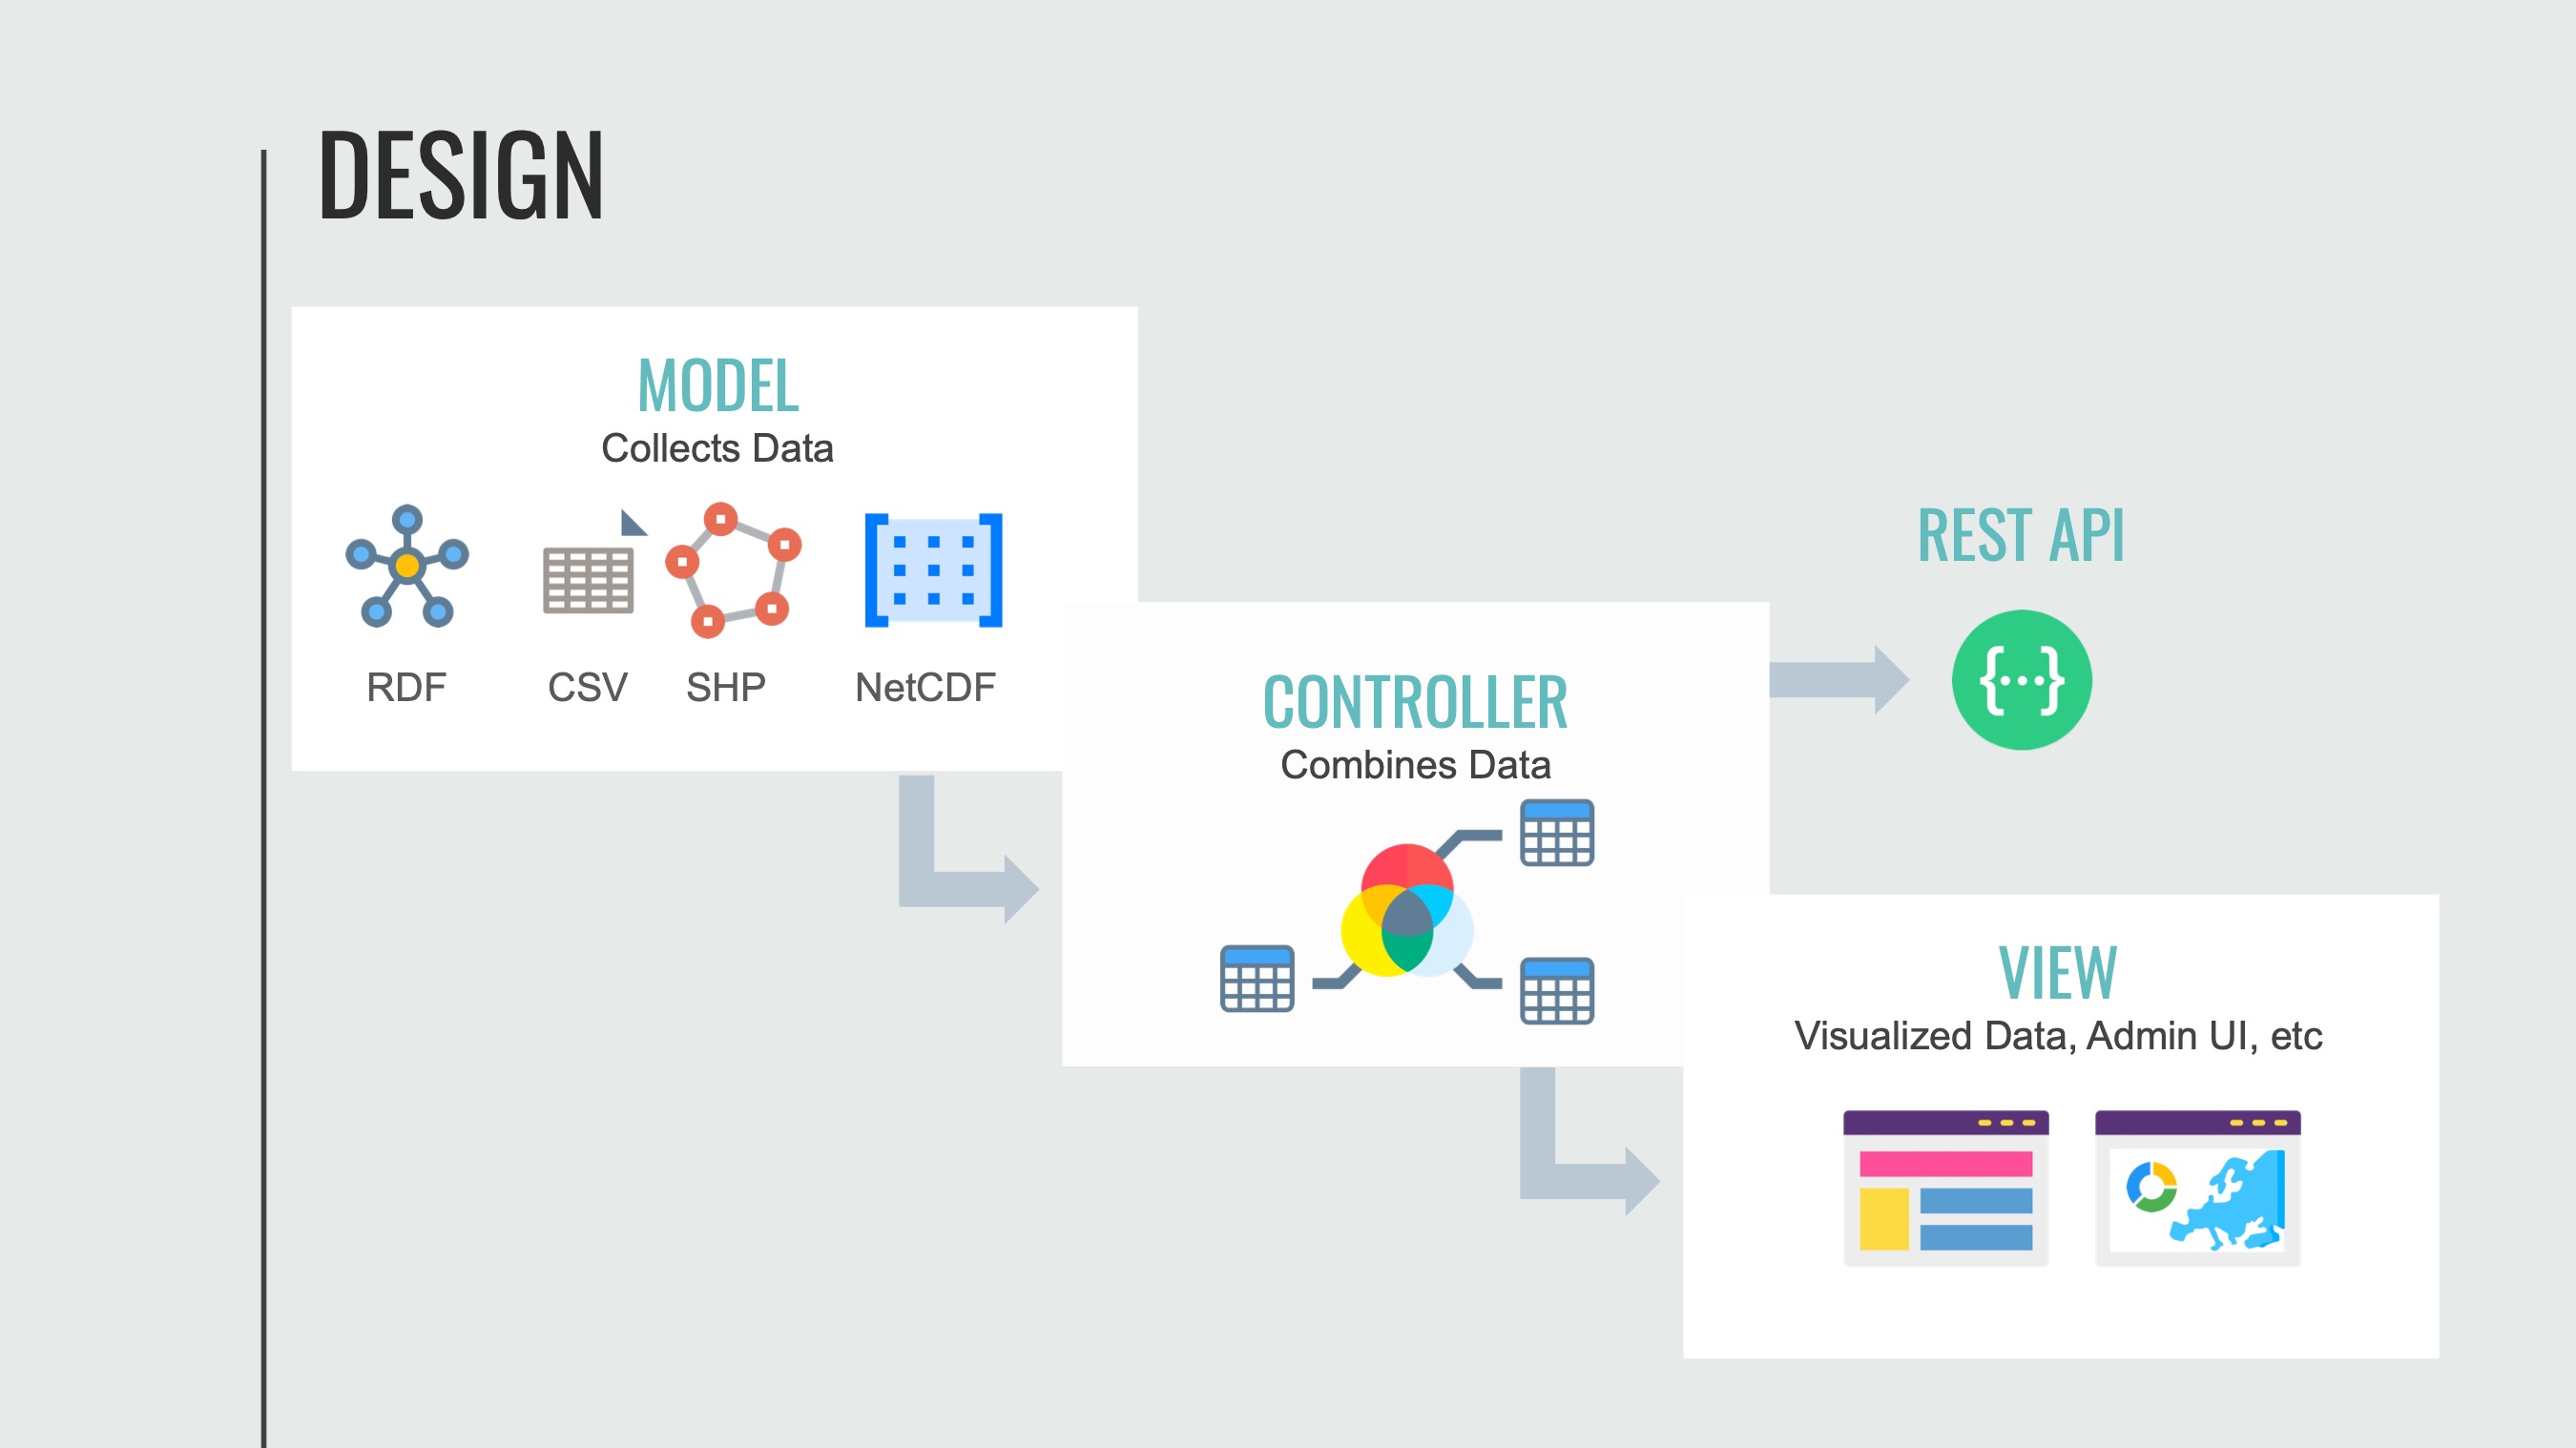 DESIGN
MODEL
Collects Data
RDF
CSV
SHP
NetCDF
CONTROLLER
Combines Data
REST API
{...}
VIEW
Visualized Data, Admin UI, etc